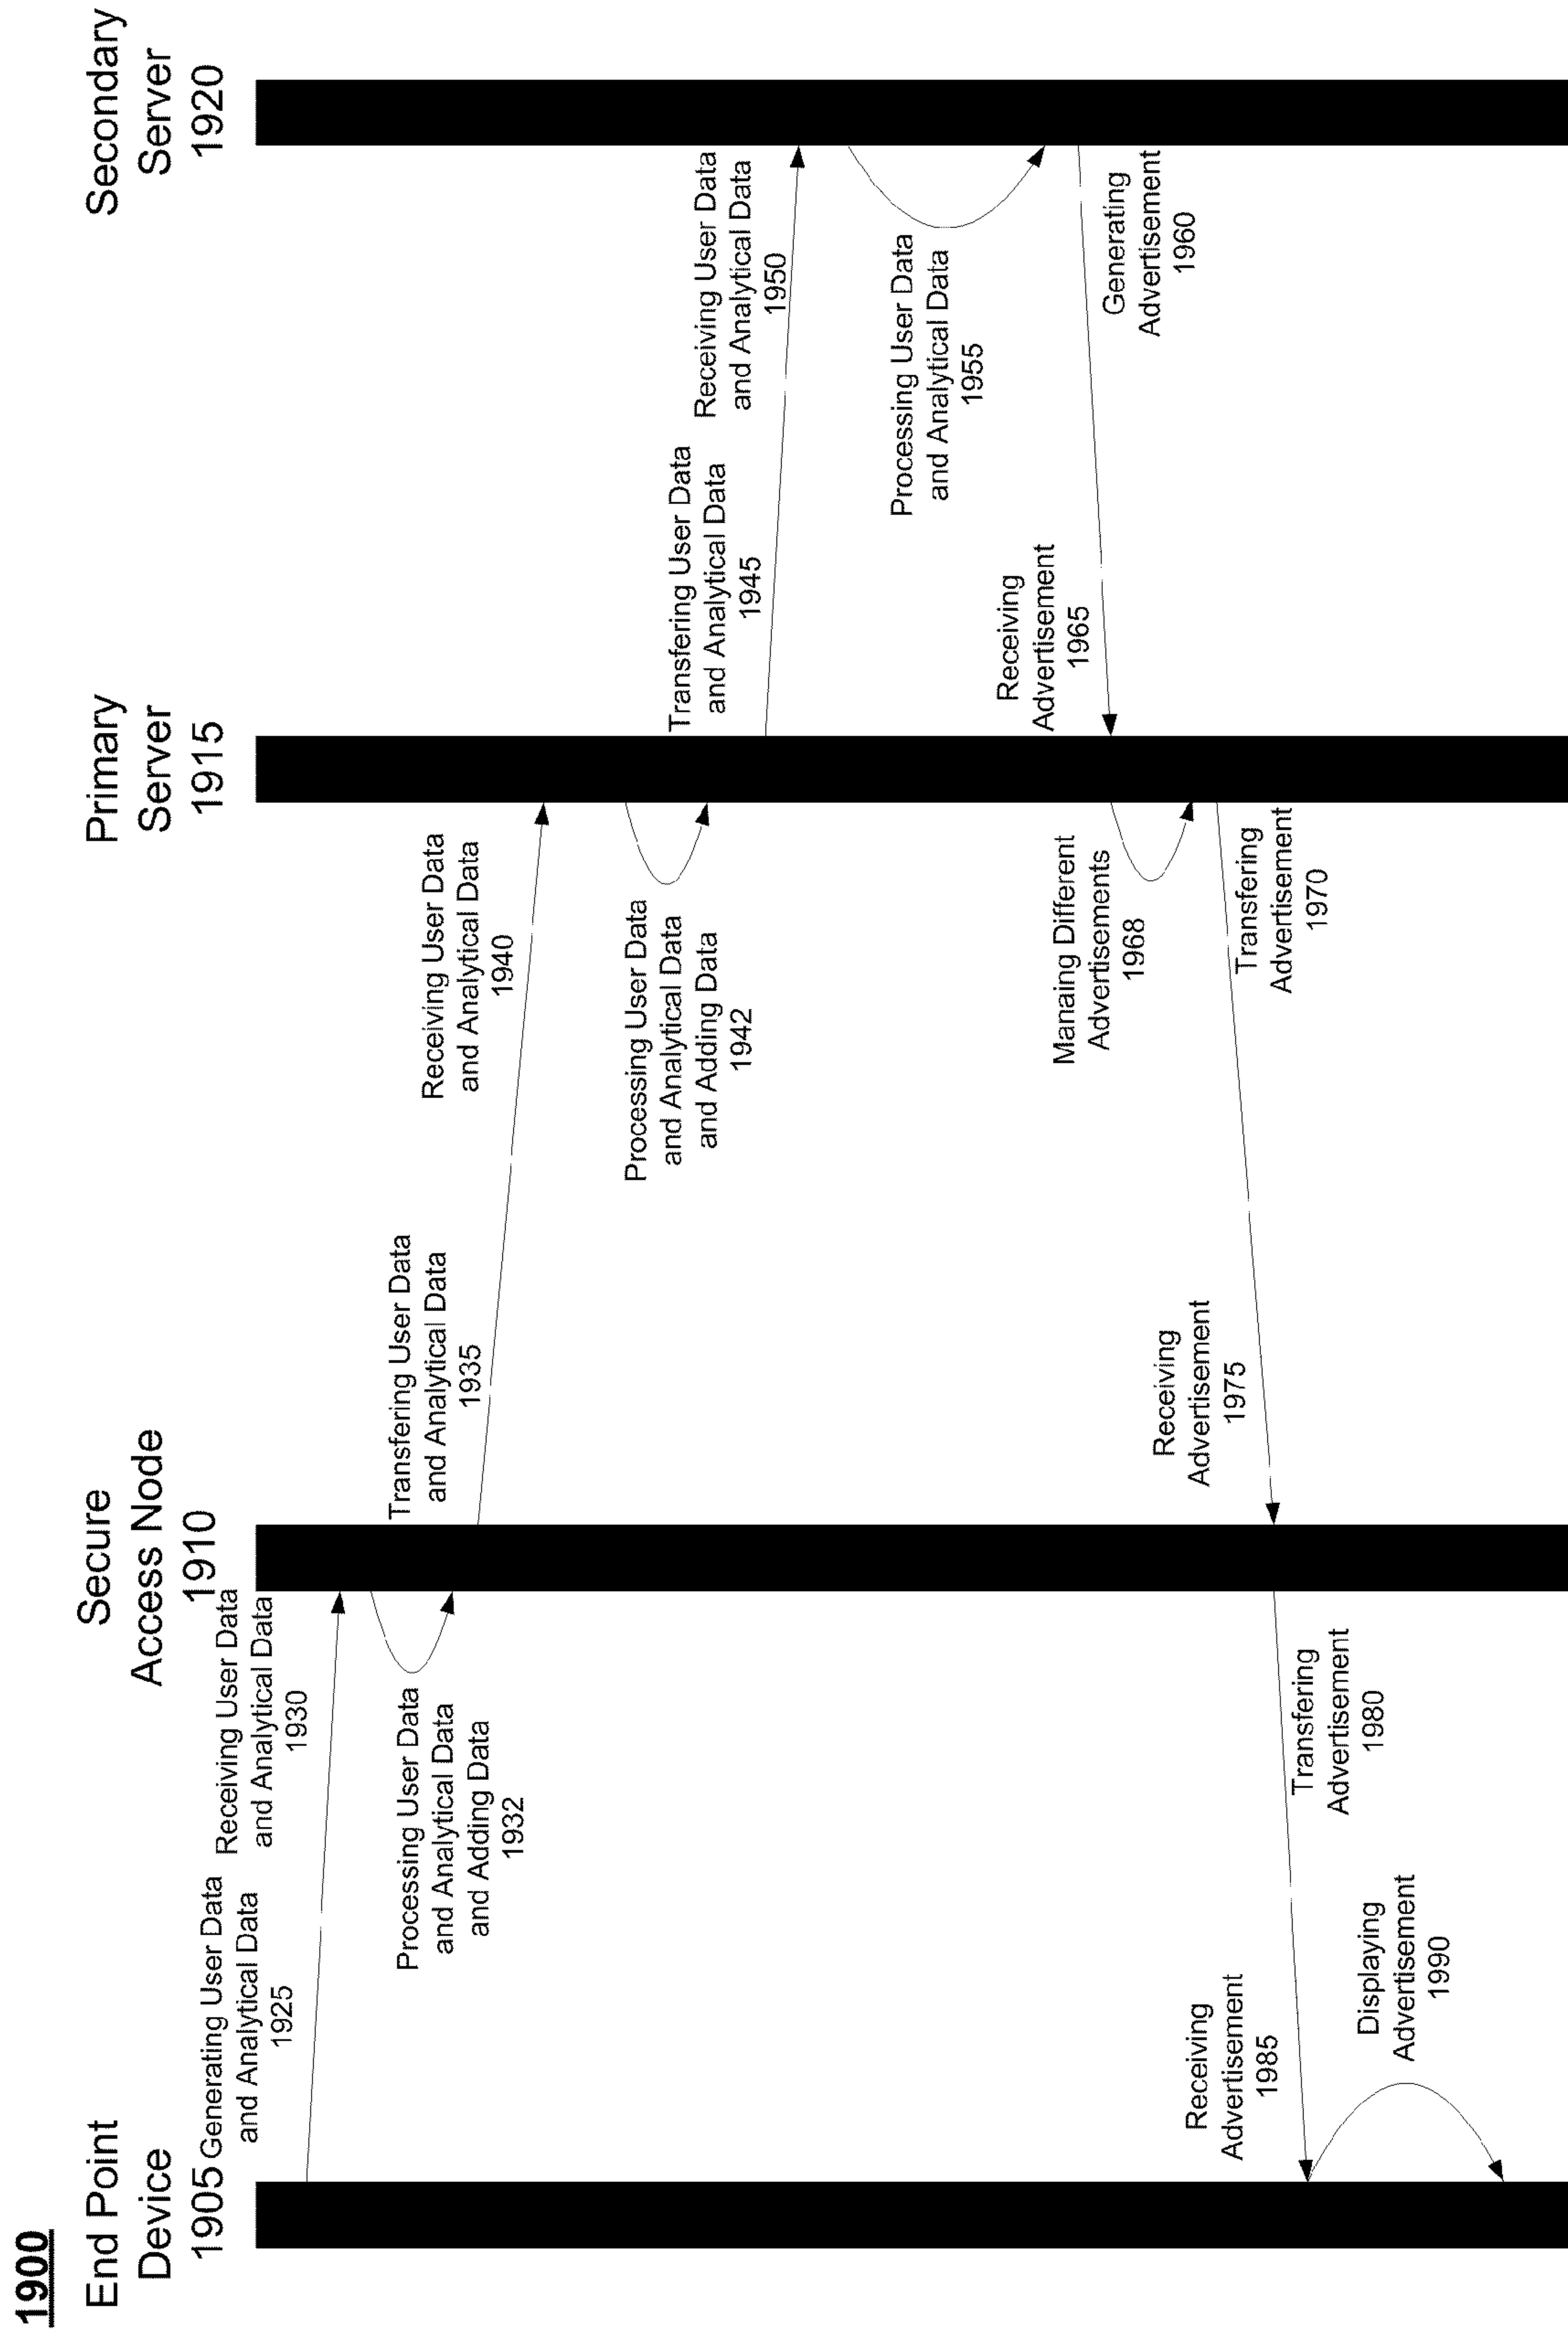 1900
End Point
Device
1905
Secure
Access Node
1910
Primary
Server
1915
Secondary
Server
1920
Generating User Data
and Analytical Data
1925
Receiving User Data
and Analytical Data
1930
Processing User Data
and Analytical Data
and Adding Data
1932
Transfering User Data
and Analytical Data
1935
Receiving User Data
and Analytical Data
1940
Processing User Data
and Analytical Data
and Adding Data
1942
Transfering User Data
and Analytical Data
1945
Receiving User Data
and Analytical Data
1950
Processing User Data
and Analytical Data
1955
Generating
Advertisement
1960
Receiving
Advertisement
1965
Manaing Different
Advertisements
1968
Transfering
Advertisement
1970
Receiving
Advertisement
1975
Transfering
Advertisement
1980
Receiving
Advertisement
1985
Displaying
Advertisement
1990